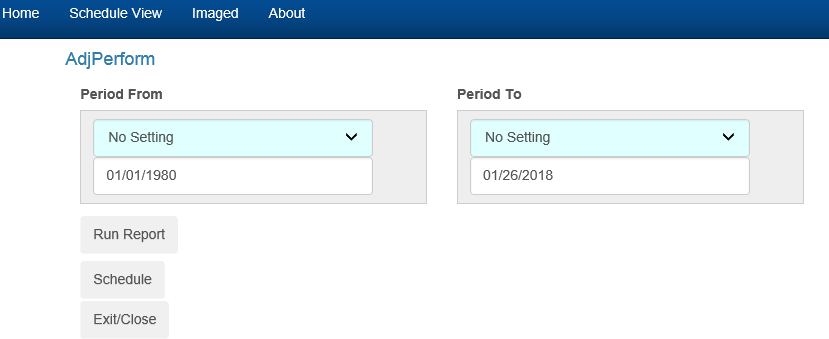 Home Schedule View Imaged About
AdjPerform
Period From Period To
No Setting No Setting
01/01/1980 01/26/2018
Run Report
Schedule
Exit/Close